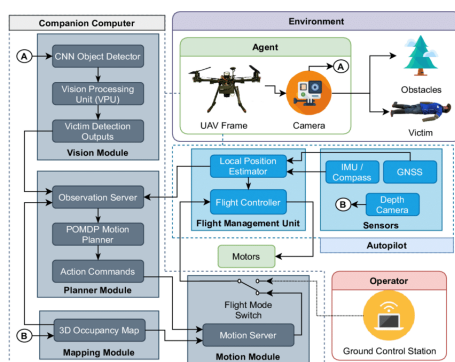 Companion Computer
A
CNN Object Detector
Vision Processing
Unit (VPU)
Victim Detection
Outputs
Vision Module
Observation Server
POMDP Motion
Planner
Action Commands
Planner Module
B
3D Occupancy Map
Mapping Module
Environment
Agent
A
UAV Frame
Camera
Obstacles
Victim
Local Position
Estimator
Flight Controller
Flight Management
Unit
IMU /
Compass
GNSS
B
Depth
Camera
Sensors
Autopilot
Motors
Flight Mode
Switch
Motion Server
Motion Module
Operator
Ground Control Station